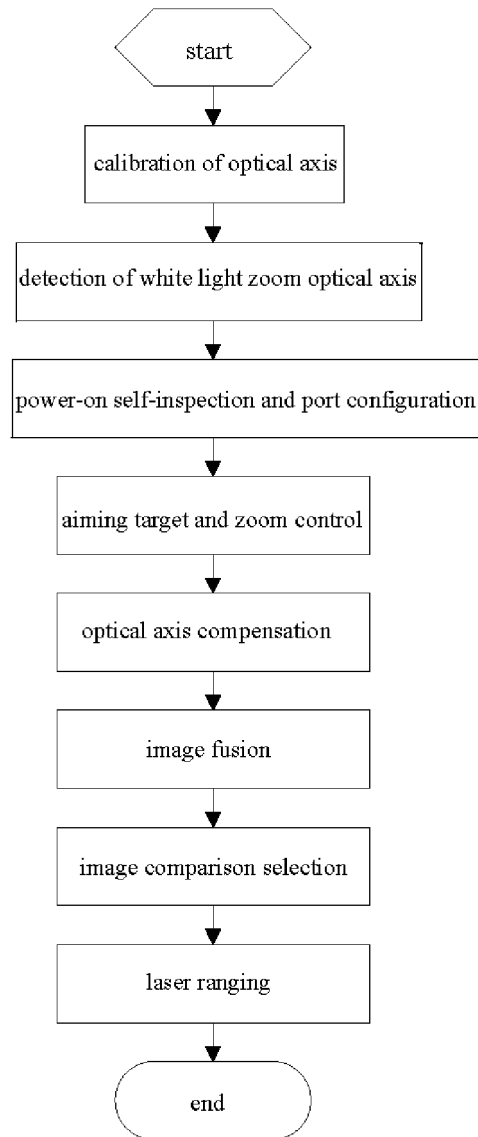 start
calibration of optical axis
detection of white light zoom optical axis
power-on self-inspection and port configuration
aiming target and zoom control
optical axis compensation
image fusion
image comparison selection
laser ranging
end